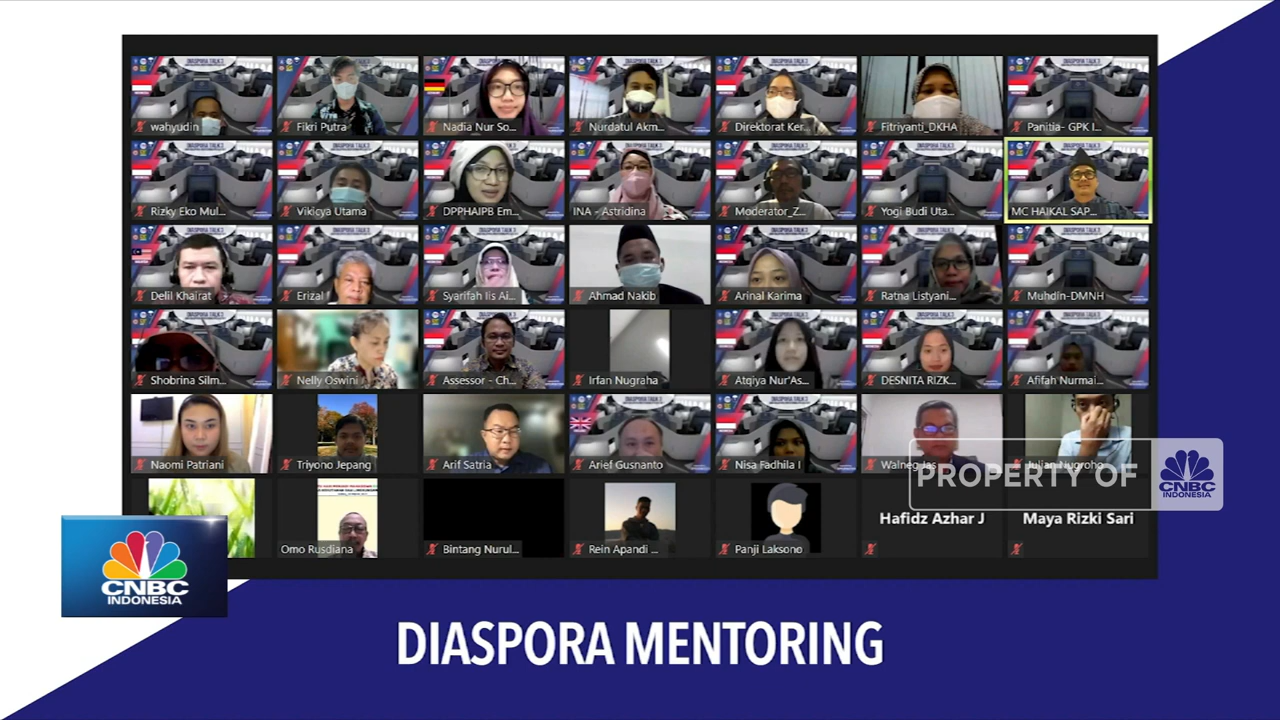 wahyudin
Fikri Putra
Nadia Nur So...
Nurdatul Akm...
Direktorat Ker...
Fitriyanti_DKHA
Panitia- GPK I...
Rizky Eko Mul...
Vikicya Utama
DPPHAIPB Em...
INA - Astridina
Moderator_Z...
Yogi Budi Uta...
MC HAIKAL SAP...
Delil Khairat
Erizal
Syarifah Iis Ai...
Ahmad Nakib
Arinal Karima
Ratna Listyani...
Muhdin-DMNH
Shobrina Silm...
Nelly Oswini
Assessor - Ch...
Irfan Nugraha
Atqiya Nur'As...
DESNITA RIZK...
Afifah Nurmai...
Naomi Patriani
Triyono Jepang
Arif Satria
Arief Gusnanto
Nisa Fadhila I
Julian Nugroho
PROPERTY OF
CNBC
INDONESIA
Omo Rusdiana
Bintang Nurul...
Rein Apandi ...
Panji Laksono
Hafidz Azhar J
Maya Rizki Sari
CNBC
INDONESIA
DIASPORA MENTORING